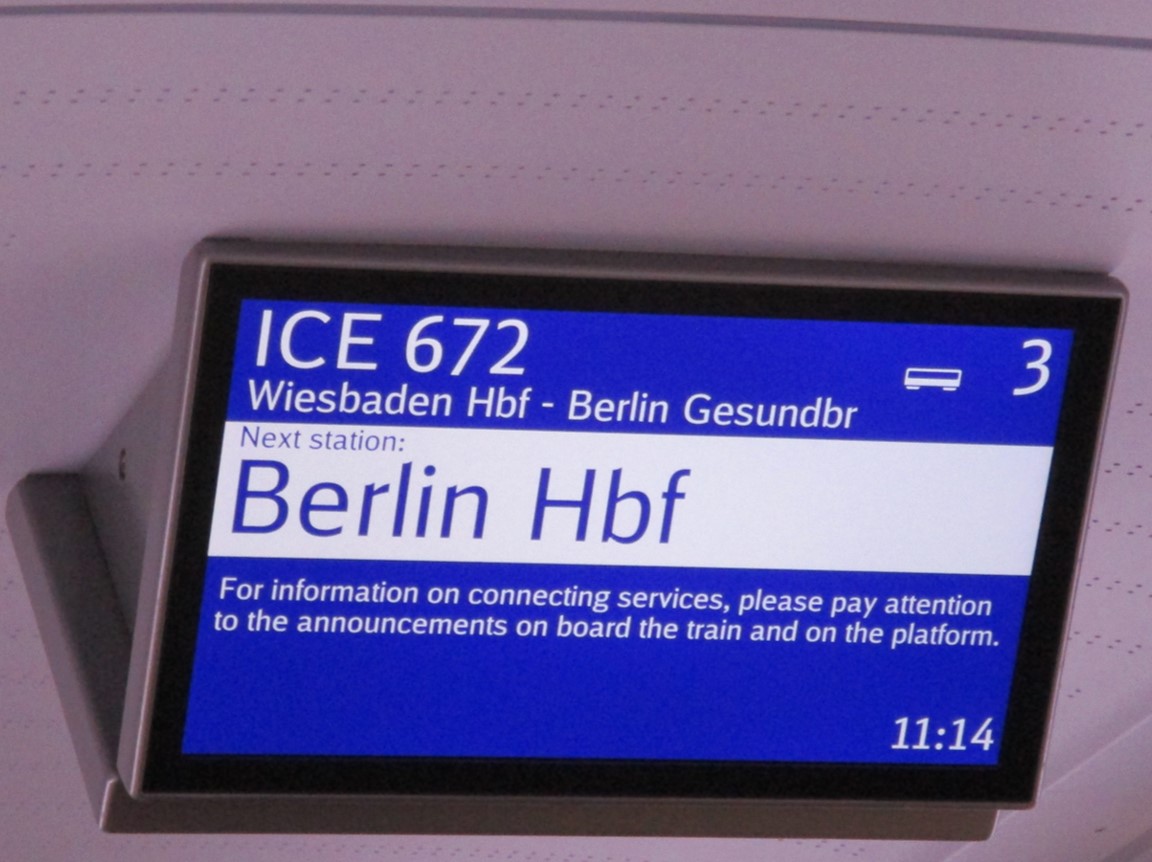 ICE 672
3
Wiesbaden Hbf - Berlin Gesundbr
Next station:
Berlin Hbf
For information on connecting services, please pay attention
to the announcements on board the train and on the platform.
11:14